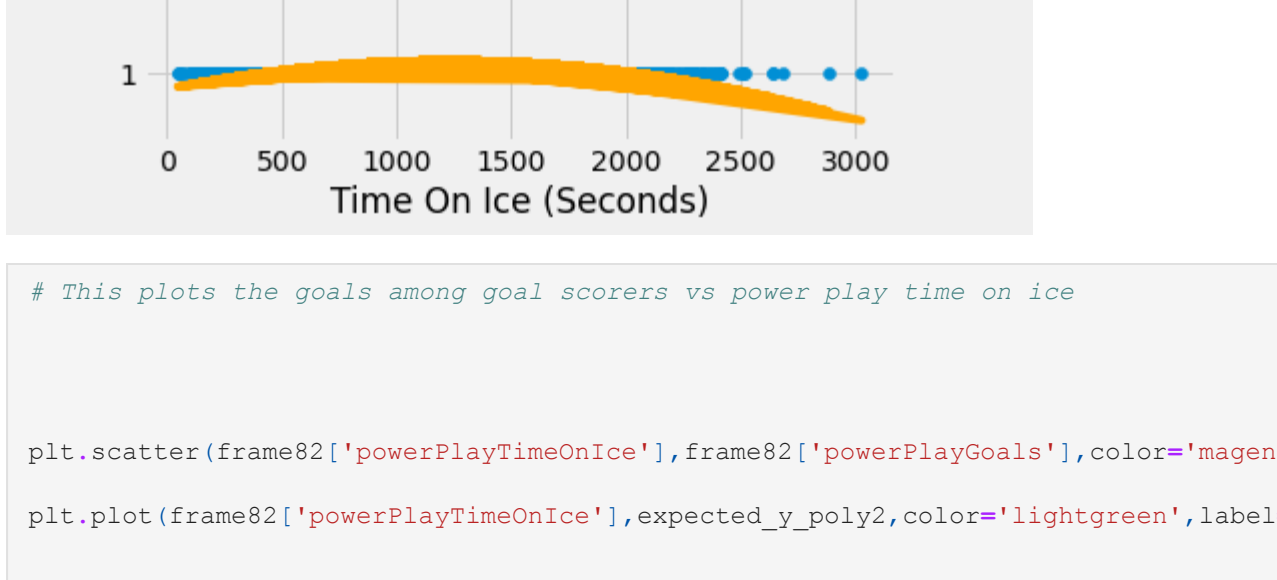 1
0 500 1000 1500 2000 2500 3000
Time On Ice (Seconds)
# This plots the goals among goal scorers vs power play time on ice
plt.scatter(frame82['powerPlayTimeOnIce'],frame82['powerPlayGoals'],color='magen
plt.plot(frame82['powerPlayTimeOnIce'],expected_y_poly2,color='lightgreen',label